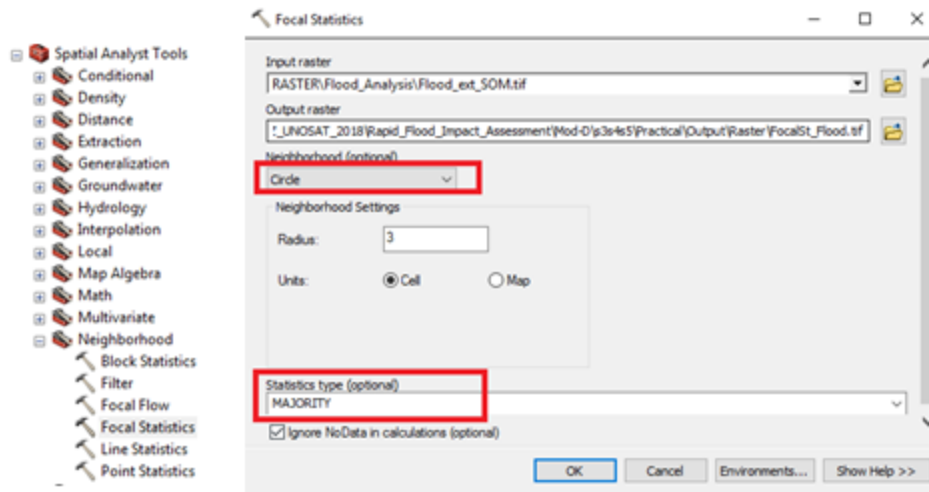 Spatial Analyst Tools
Conditional
Density
Distance
Extraction
Generalization
Groundwater
Hydrology
Interpolation
Local
Map Algebra
Math
Multivariate
Neighborhood
Block Statistics
Filter
Focal Flow
Focal Statistics
Line Statistics
Point Statistics
Focal Statistics
Input raster
RASTER\Flood_Analysis\Flood_ext_SOM.tif
Output raster
_UNOSAT_2018\Rapid_Flood_Impact_Assessment\Mod-D\p3s4s5\Practical\Output\Raster\FocalSt_Flood.tif
Neighborhood (optional)
Circle
Neighborhood Settings
Radius: 3
Units: Cell Map
Statistics type (optional)
MAJORITY
Ignore NoData in calculations (optional)
OK Cancel Environments... Show Help >>